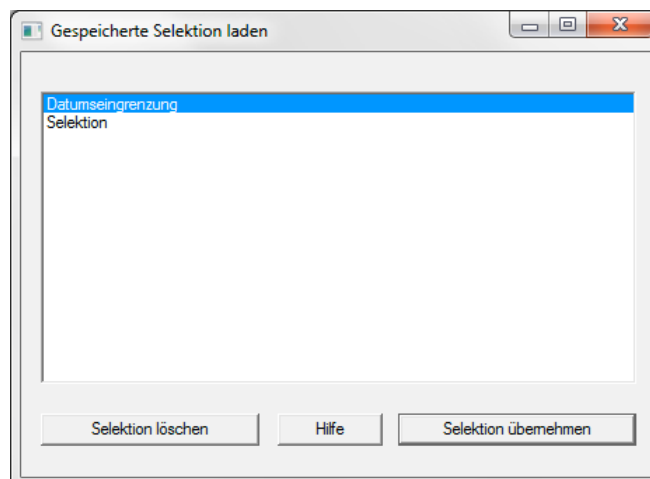 Gespeicherte Selektion laden
Datumseingrenzung
Selektion
Selektion löschen
Hilfe
Selektion übernehmen